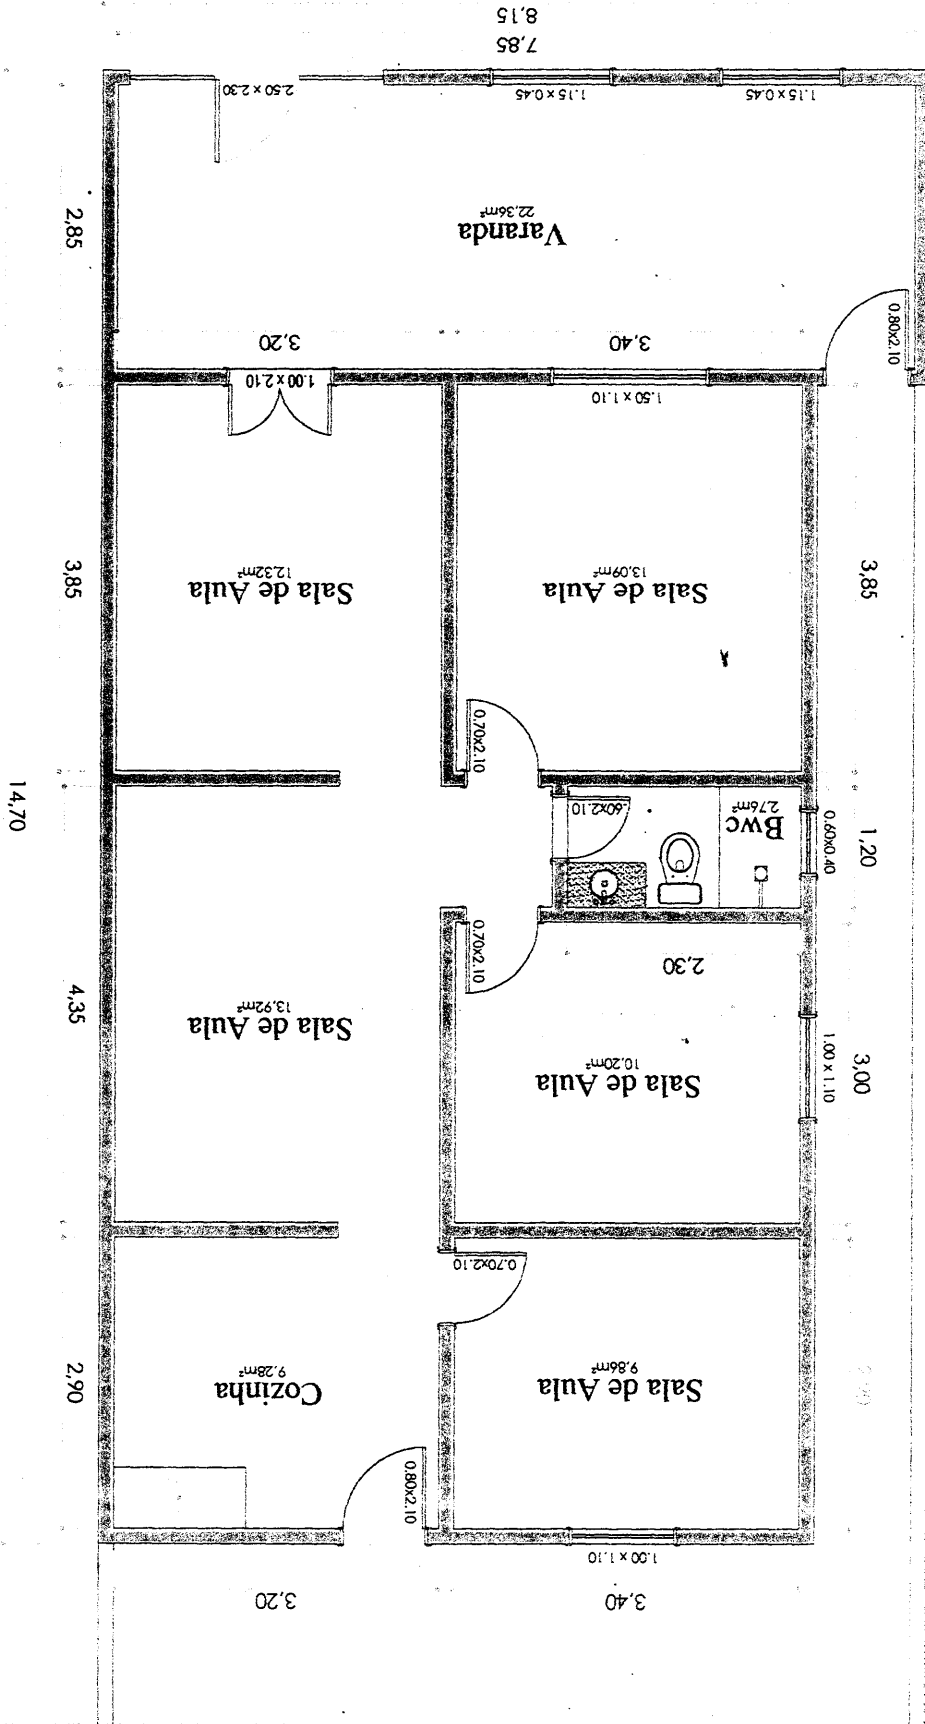 8,15
7,85
2.50 x 2.30
1.15 x 0.45
1.15 x 0.45
Varanda
22,36m²
2,85
3,20
3,40
0.80x2.10
1.00 x 2.10
1.50 x 1.10
Sala de Aula
12,32m²
Sala de Aula
13,09m²
3,85
3,85
0.70x2.10
14,70
.60x2.10
Bwc
2,76m²
0.60x0.40
1,20
0.70x2.10
2,30
4,35
Sala de Aula
13,92m²
Sala de Aula
10,20m²
1.00 x 1.10
3,00
0.70x2.10
Cozinha
9,28m²
Sala de Aula
9,86m²
2,90
0.80x2.10
1.00 x 1.10
3,20
3,40